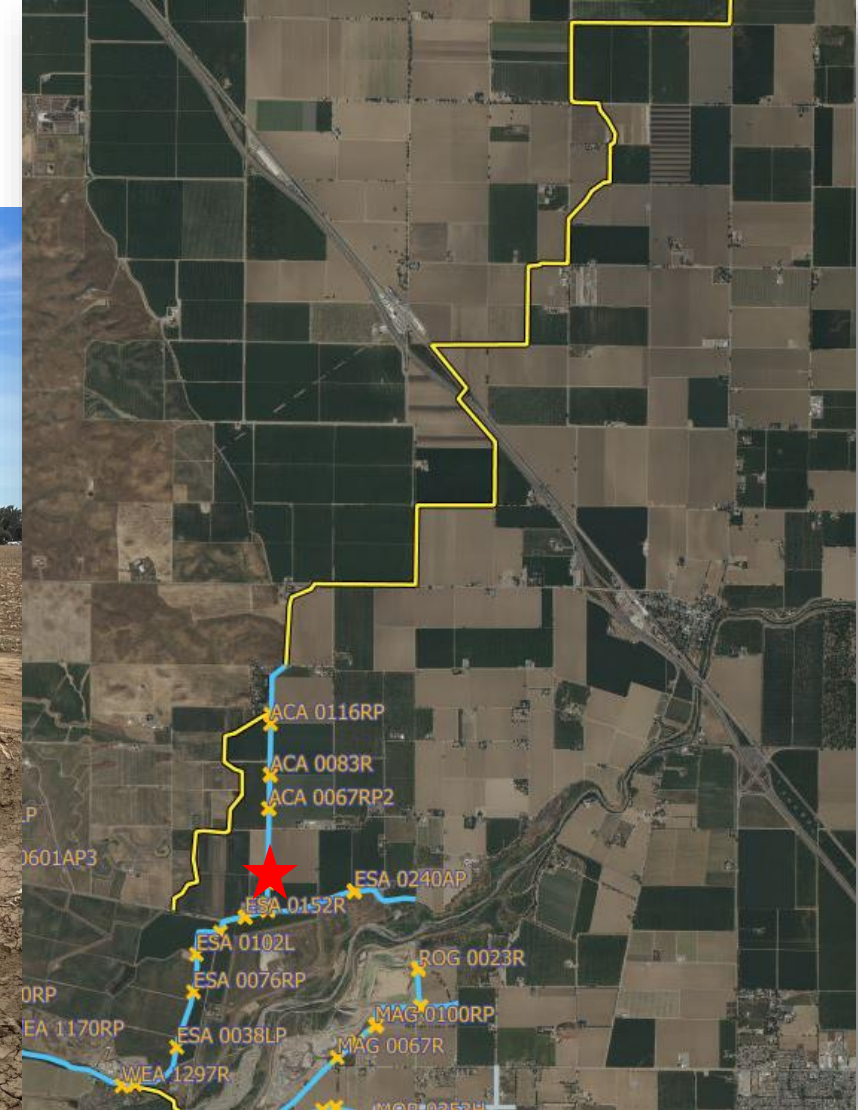 ACA 0116RP
ACA 0083R
ACA 0067RP2
LP
0601AP3
ESA 0240AP
ESA 0152R
ESA 0102L
ROG 0023R
ESA 0076RP
0RP
MAG 0100RP
EA 1170RP
ESA 0038LP
MAG 0067R
WEA 1297R